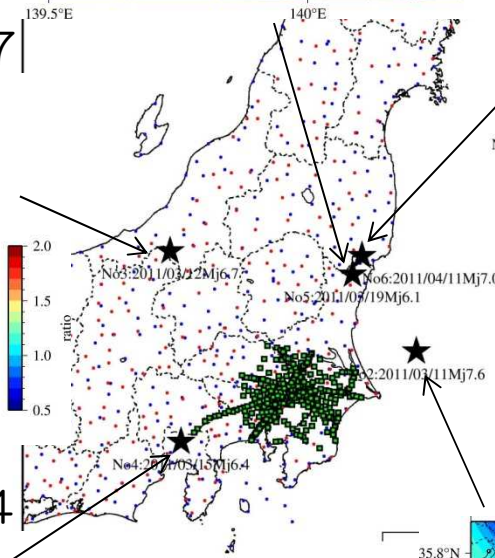 139.5°E
140°E
7
No3:2011/03/12Mj6.7
No6:2011/04/11Mj7.0
No5:2011/03/19Mj6.1
2.0
1.5
1.0
0.5
ratio
2:2011/03/11Mj7.6
No4:2011/03/15Mj6.4
4
35.8°N